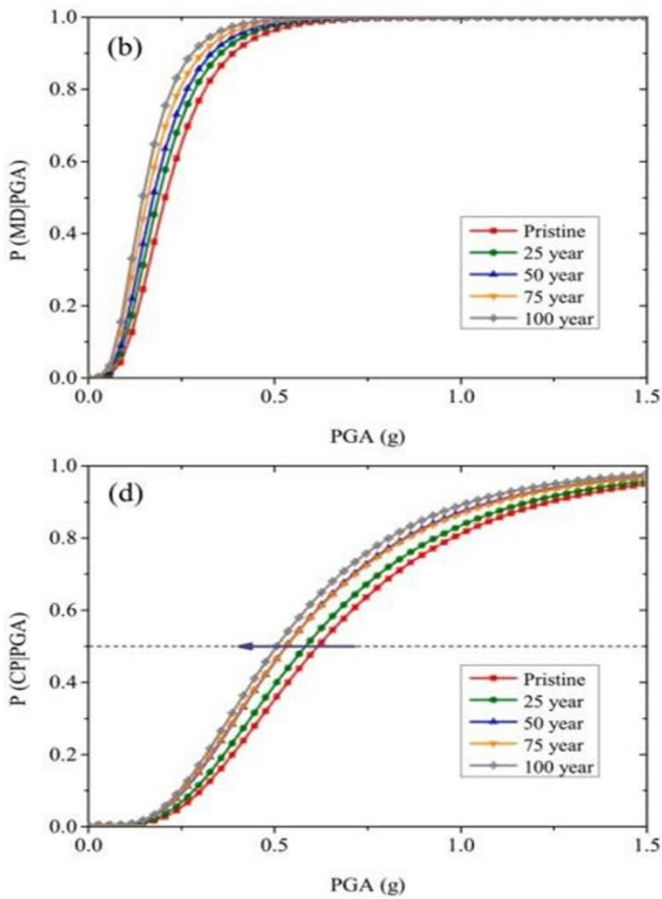 (b)
P (MD|PGA)
1.0
0.8
0.6
0.4
0.2
0.0
Pristine
25 year
50 year
75 year
100 year
0.0 0.5 1.0 1.5
PGA (g)
(d)
P (CP|PGA)
1.0
0.8
0.6
0.4
0.2
0.0
Pristine
25 year
50 year
75 year
100 year
0.0 0.5 1.0 1.5
PGA (g)